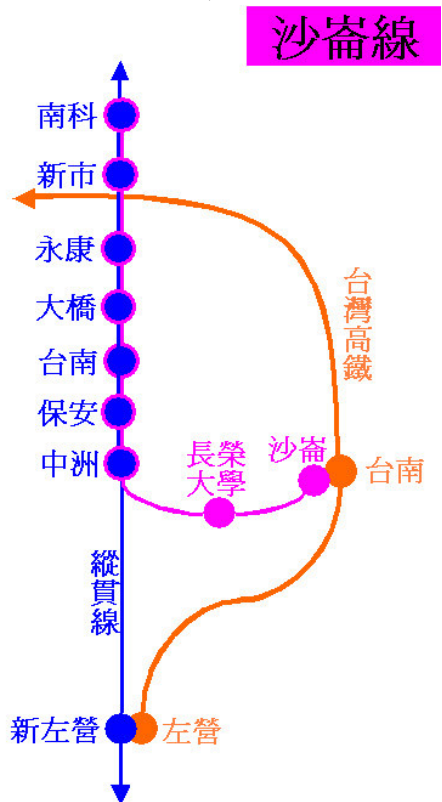 沙崙線
南科
新市
永康
大橋
台灣高鐵
台南
保安
中洲
長榮
大學
沙崙
台南
縱貫線
新左營
左營